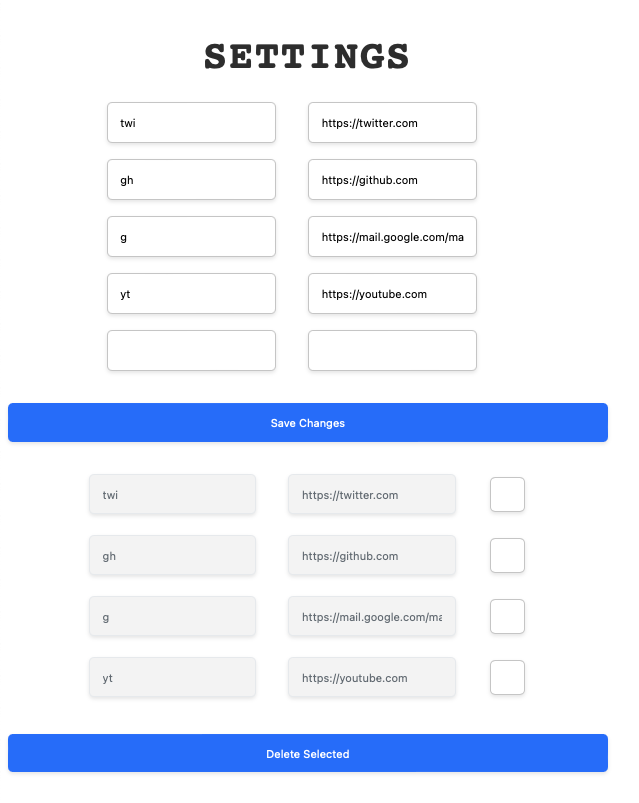 SETTINGS
twi https://twitter.com
gh https://github.com
g https://mail.google.com/ma
yt https://youtube.com
Save Changes
twi https://twitter.com
gh https://github.com
g https://mail.google.com/ma
yt https://youtube.com
Delete Selected